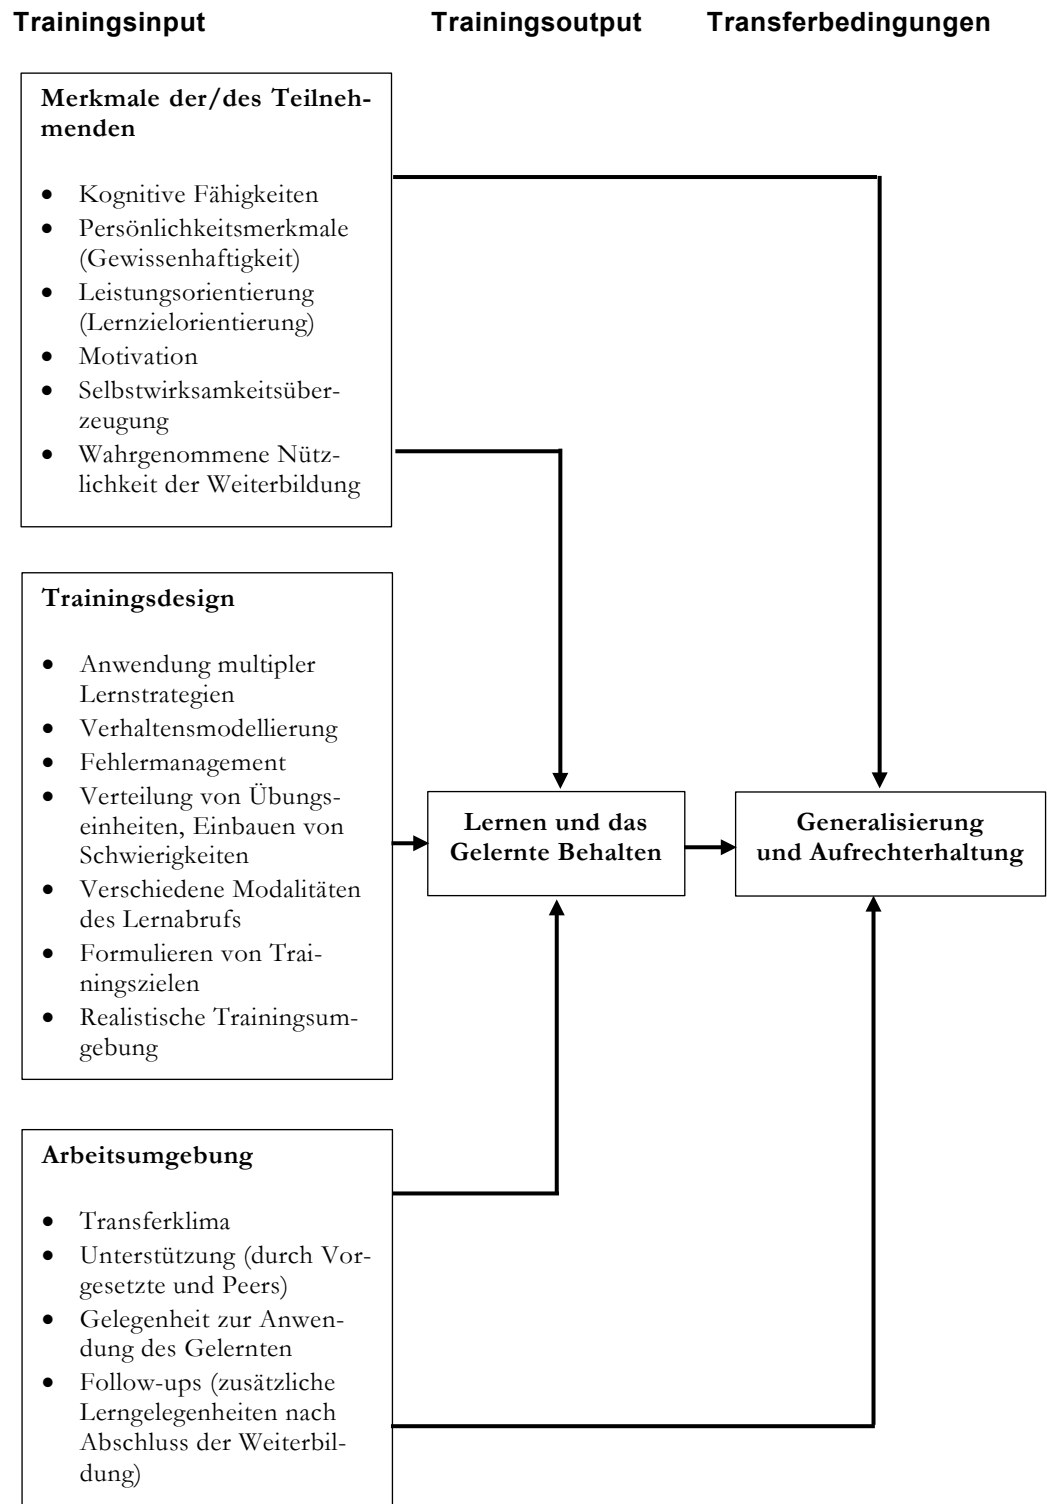 Trainingsinput Trainingsoutput Transferbedingungen
Merkmale der/des Teilneh-
menden
• Kognitive Fähigkeiten
• Persönlichkeitsmerkmale
(Gewissenhaftigkeit)
• Leistungsorientierung
(Lernzielorientierung)
• Motivation
• Selbstwirksamkeitsüber-
zeugung
• Wahrgenommene Nütz-
lichkeit der Weiterbildung
Trainingsdesign
• Anwendung multipler
Lernstrategien
• Verhaltensmodellierung
• Fehlermanagement
• Verteilung von Übungs-
einheiten, Einbauen von
Schwierigkeiten
• Verschiedene Modalitäten
des Lernabrufs
• Formulieren von Trai-
ningszielen
• Realistische Trainingsum-
gebung
Lernen und das
Gelernte Behalten
Generalisierung
und Aufrechterhaltung
Arbeitsumgebung
• Transferklima
• Unterstützung (durch Vor-
gesetzte und Peers)
• Gelegenheit zur Anwen-
dung des Gelernten
• Follow-ups (zusätzliche
Lerngelegenheiten nach
Abschluss der Weiterbil-
dung)